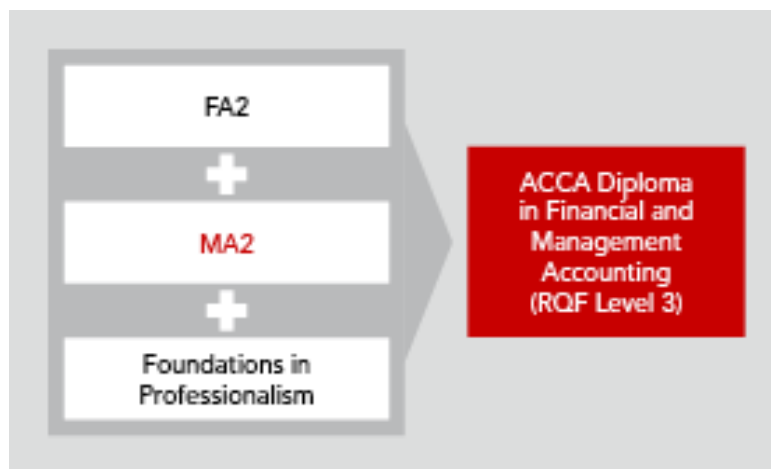 FA2
MA2
Foundations in
Professionalism
ACCA Diploma
in Financial and
Management
Accounting
(RQF Level 3)